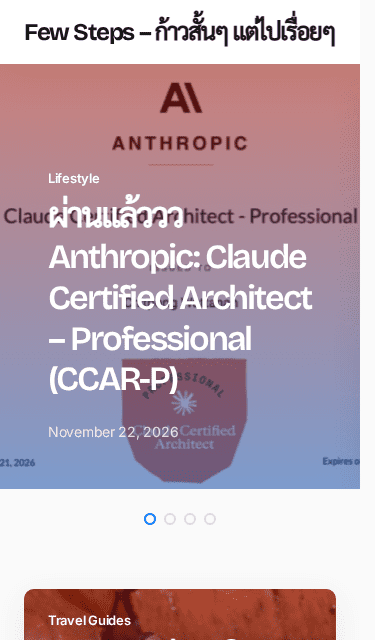 Few Steps – ก้าวสั้นๆ แต่ไปเรื่อยๆ
ANTHROPIC
Lifestyle
Claude Certified Architect - Professional
ผ่านแล้ววว
Anthropic: Claude
Certified Architect
– Professional
(CCAR-P)
PROFESSIONAL
Claude Certified
Architect
November 22, 2026
21, 2026
Expires o
Travel Guides